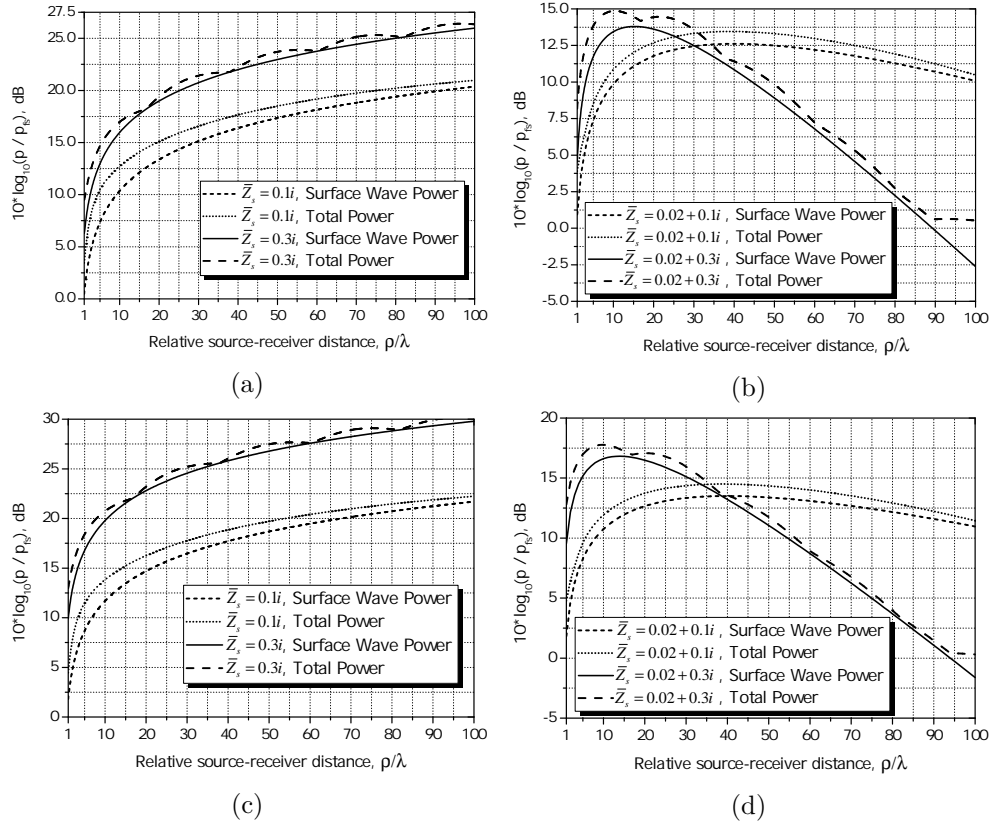 27.5
25.0
22.5
20.0
17.5
15.0
12.5
10.0
7.5
5.0
2.5
0.0
10*log10(p / pfs), dB
Z̄s = 0.1i, Surface Wave Power
Z̄s = 0.1i, Total Power
Z̄s = 0.3i, Surface Wave Power
Z̄s = 0.3i, Total Power
1 10 20 30 40 50 60 70 80 90 100
Relative source-receiver distance, ρ/λ
(a)
15.0
12.5
10.0
7.5
5.0
2.5
0.0
-2.5
-5.0
10*log10(p / pfs), dB
Z̄s = 0.02+0.1i , Surface Wave Power
Z̄s = 0.02+0.1i , Total Power
Z̄s = 0.02+0.3i , Surface Wave Power
Z̄s = 0.02+0.3i , Total Power
1 10 20 30 40 50 60 70 80 90 100
Relative source-receiver distance, ρ/λ
(b)
30
25
20
15
10
5
0
10*log10(p / pfs), dB
Z̄s = 0.1i, Surface Wave Power
Z̄s = 0.1i, Total Power
Z̄s = 0.3i, Surface Wave Power
Z̄s = 0.3i, Total Power
1 10 20 30 40 50 60 70 80 90 100
Relative source-receiver distance, ρ/λ
(c)
20
15
10
5
0
-5
10*log10(p / pfs), dB
Z̄s = 0.02+0.1i , Surface Wave Power
Z̄s = 0.02+0.1i , Total Power
Z̄s = 0.02+0.3i , Surface Wave Power
Z̄s = 0.02+0.3i , Total Power
1 10 20 30 40 50 60 70 80 90 100
Relative source-receiver distance, ρ/λ
(d)